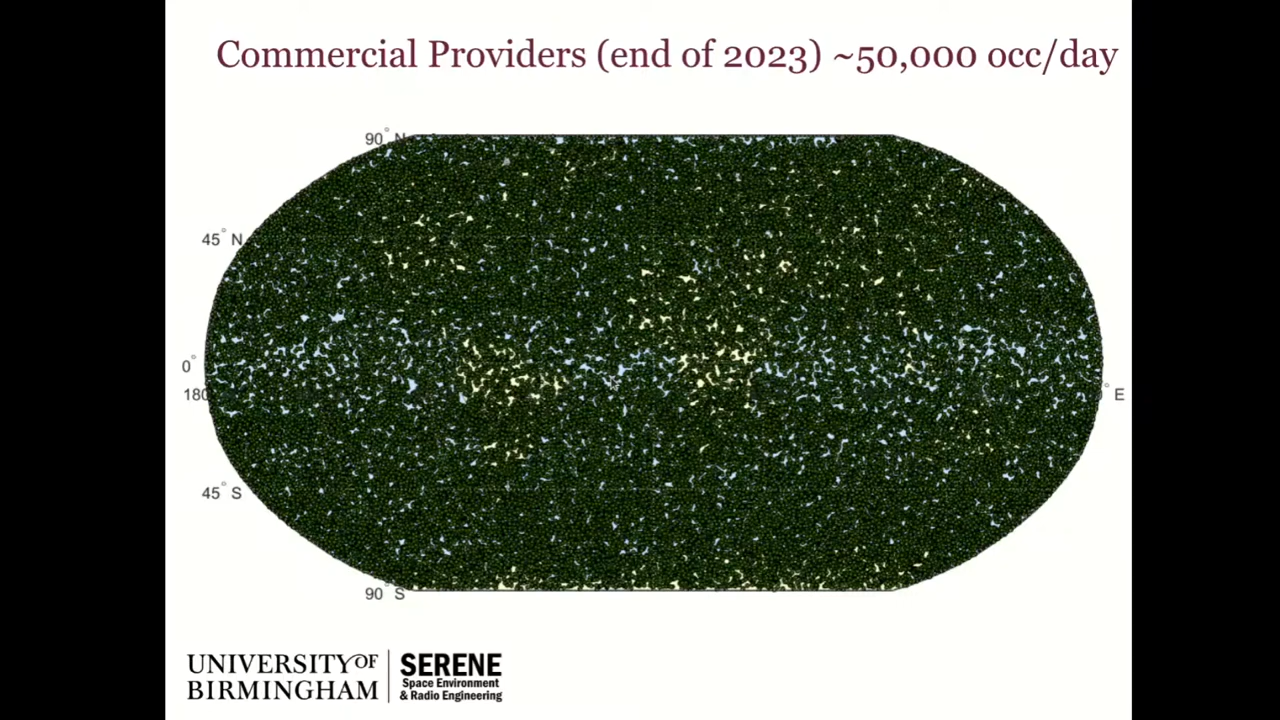 Commercial Providers (end of 2023) ~50,000 occ/day
90° N
45° N
0°
180
° E
45° S
90° S
UNIVERSITY OF
BIRMINGHAM
SERENE
Space Environment
& Radio Engineering